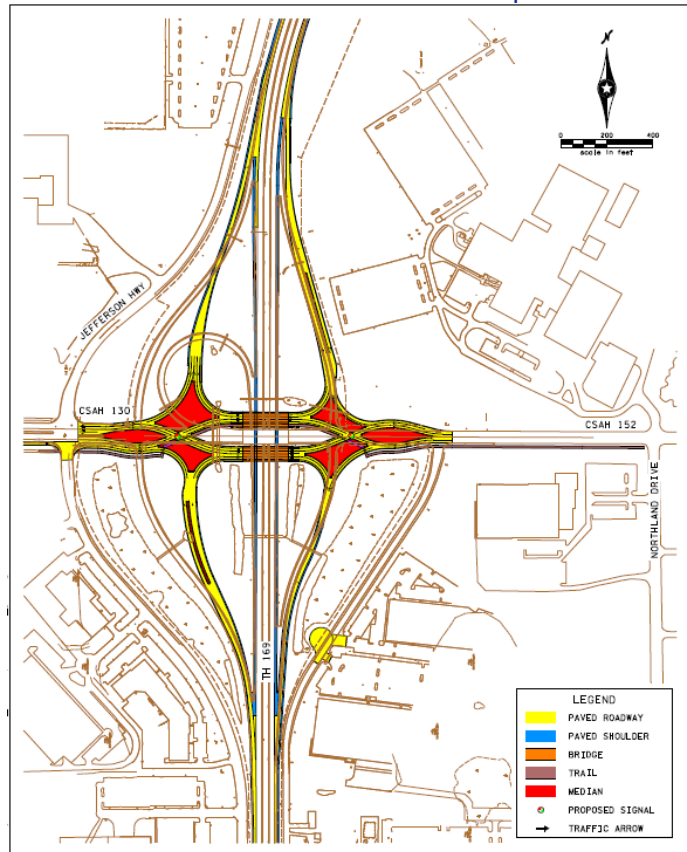 N
0 200 400
scale in feet
JEFFERSON HWY
CSAH 130
CSAH 152
NORTHLAND DRIVE
TH 169
LEGEND
PAVED ROADWAY
PAVED SHOULDER
BRIDGE
TRAIL
MEDIAN
PROPOSED SIGNAL
TRAFFIC ARROW